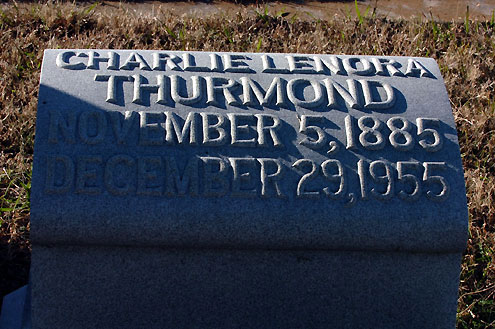 CHARLIE LENORA
THURMOND
NOVEMBER 5, 1885
DECEMBER 29, 1955